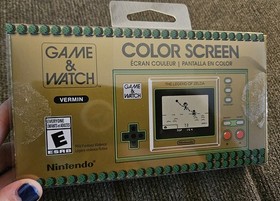 GAME
&
WATCH
VERMIN
COLOR SCREEN
ÉCRAN COULEUR | PANTALLA EN COLOR
GAME
& WATCH
THE LEGEND OF ZELDA
EVERYONE
E
ESRB
Nintendo